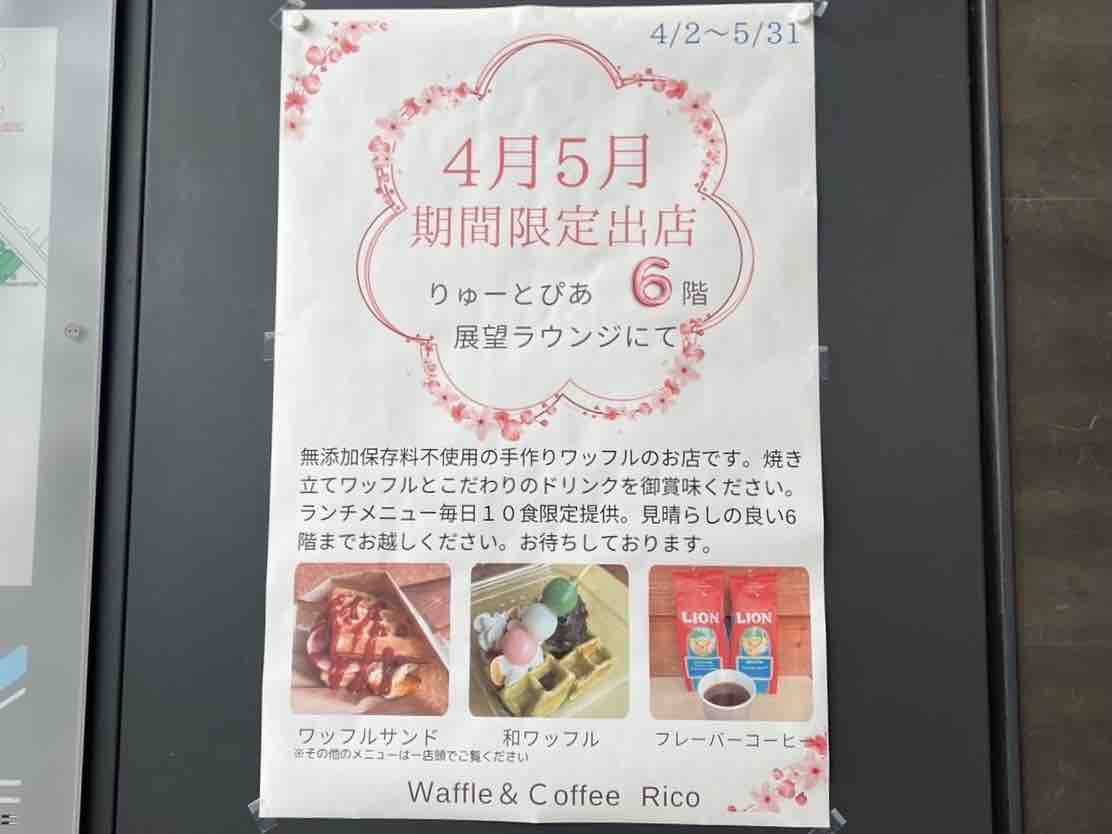 4/2～5/31
4月5月
期間限定出店
りゅーとぴあ 6階
展望ラウンジにて
無添加保存料不使用の手作りワッフルのお店です。焼き
立てワッフルとこだわりのドリンクを御賞味ください。
ランチメニュー毎日１０食限定提供。見晴らしの良い6
階までお越しください。お待ちしております。
LION LION
ワッフルサンド 和ワッフル フレーバーコーヒー
※その他のメニューは一店頭でご覧ください
Waffle & Coffee Rico